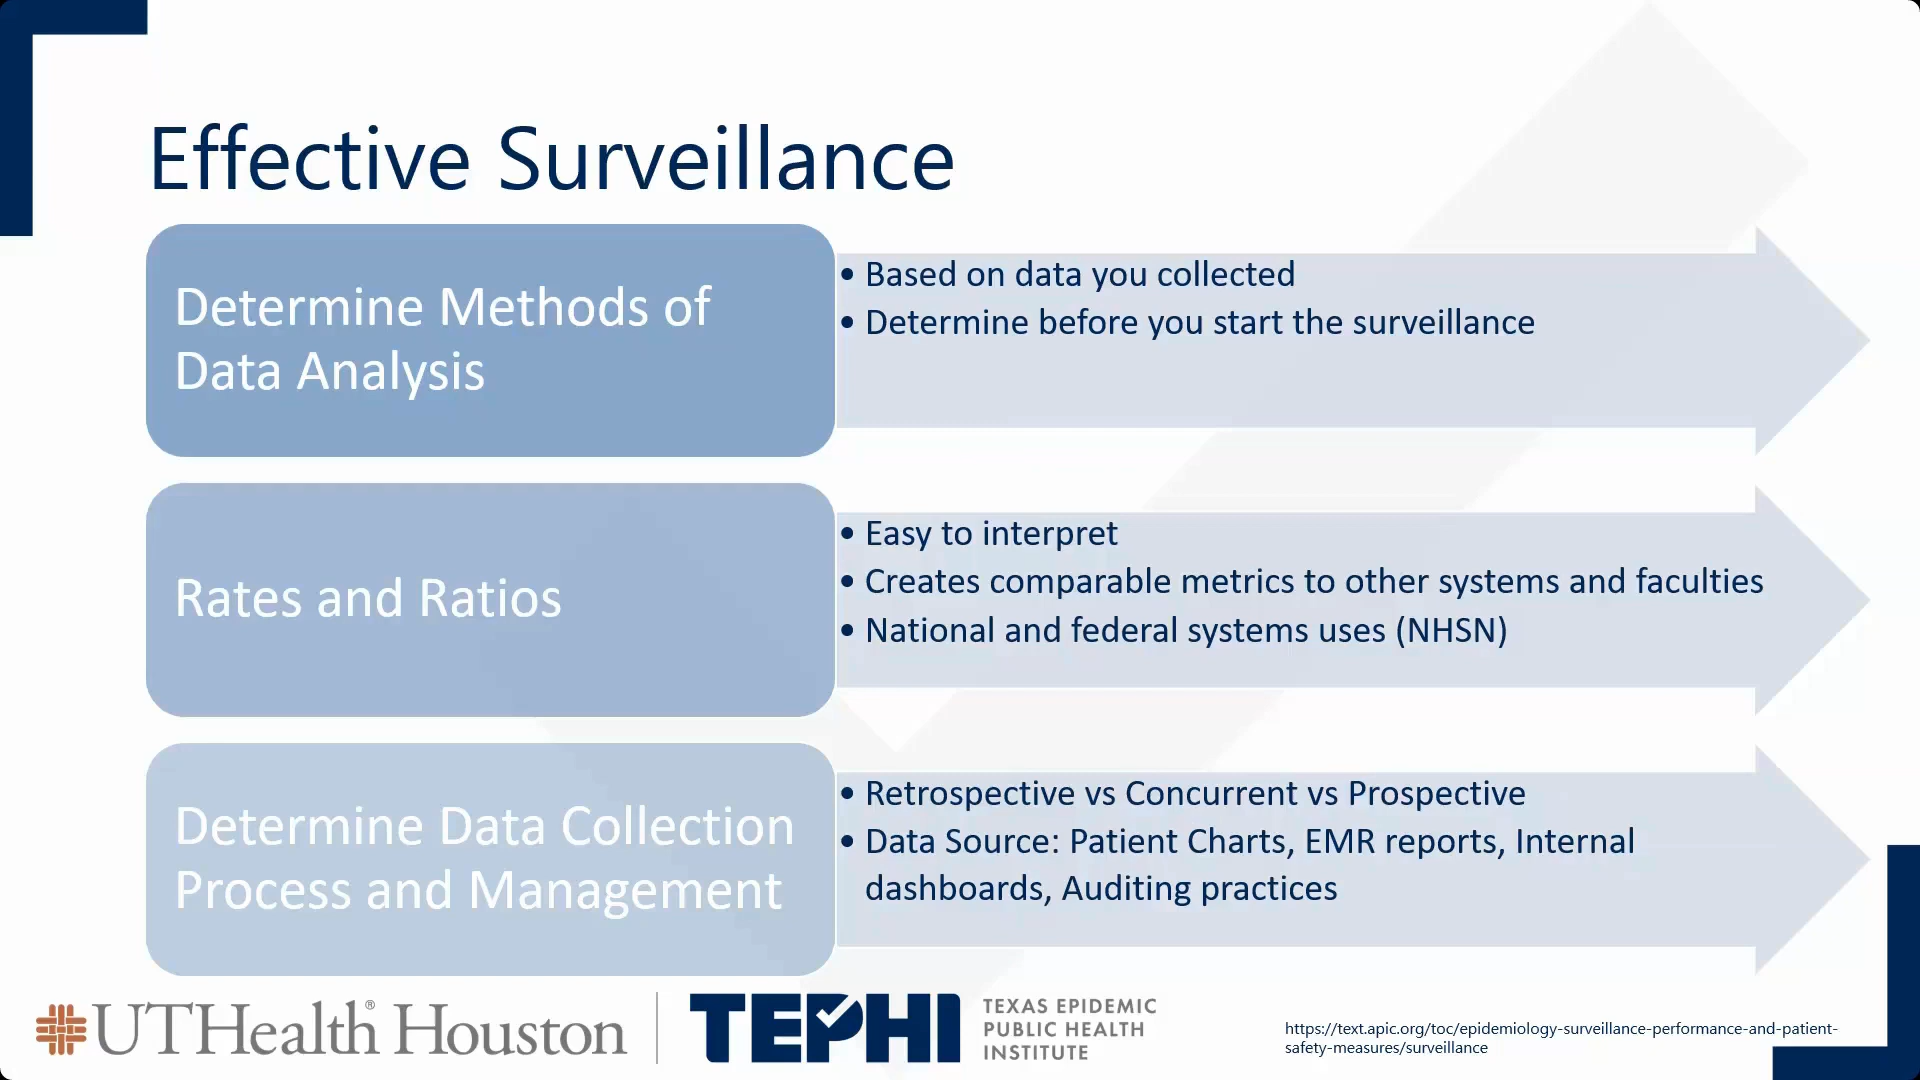 Effective Surveillance
Determine Methods of
Data Analysis
• Based on data you collected
• Determine before you start the surveillance
Rates and Ratios
• Easy to interpret
• Creates comparable metrics to other systems and faculties
• National and federal systems uses (NHSN)
Determine Data Collection
Process and Management
• Retrospective vs Concurrent vs Prospective
• Data Source: Patient Charts, EMR reports, Internal
dashboards, Auditing practices
UTHealth® Houston
TEPHI
TEXAS EPIDEMIC
PUBLIC HEALTH
INSTITUTE
https://text.apic.org/toc/epidemiology-surveillance-performance-and-patient-
safety-measures/surveillance